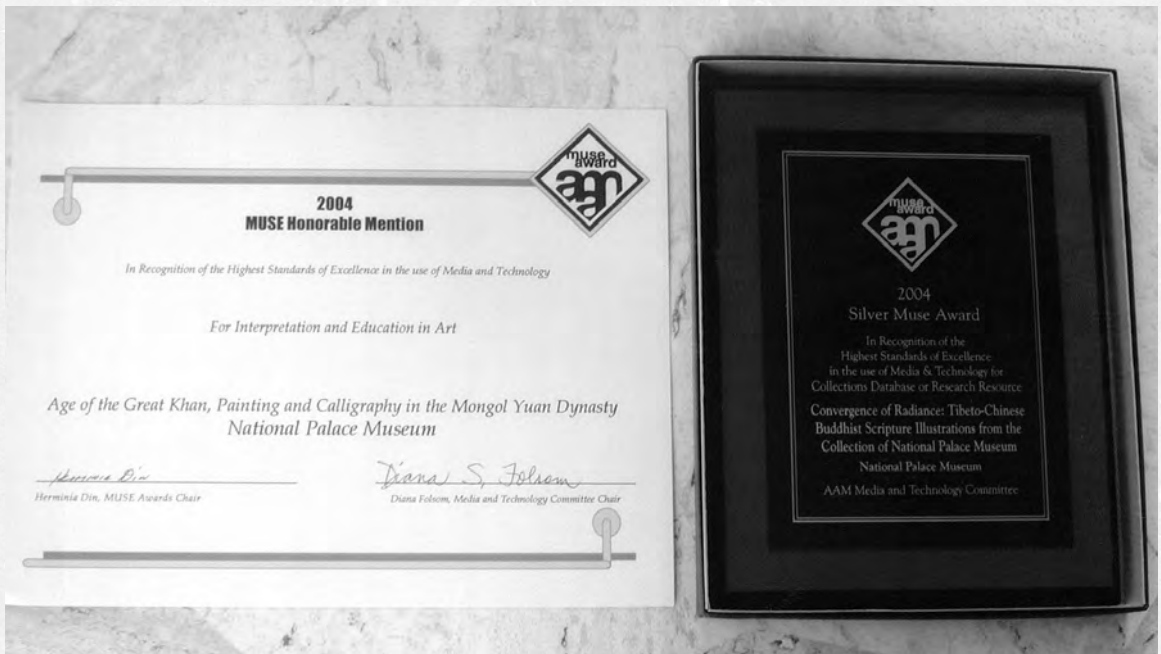 muse
award
2004
MUSE Honorable Mention
In Recognition of the Highest Standards of Excellence in the use of Media and Technology
For Interpretation and Education in Art
Age of the Great Khan, Painting and Calligraphy in the Mongol Yuan Dynasty
National Palace Museum
Herminia Din
Diana S. Folsom
Herminia Din, MUSE Awards Chair
Diana Folsom, Media and Technology Committee Chair
muse
award
2004
Silver Muse Award
In Recognition of the
Highest Standards of Excellence
in the use of Media & Technology for
Collections Database or Research Resource
Convergence of Radiance: Tibeto-Chinese
Buddhist Scripture Illustrations from the
Collection of National Palace Museum
National Palace Museum
AAM Media and Technology Committee